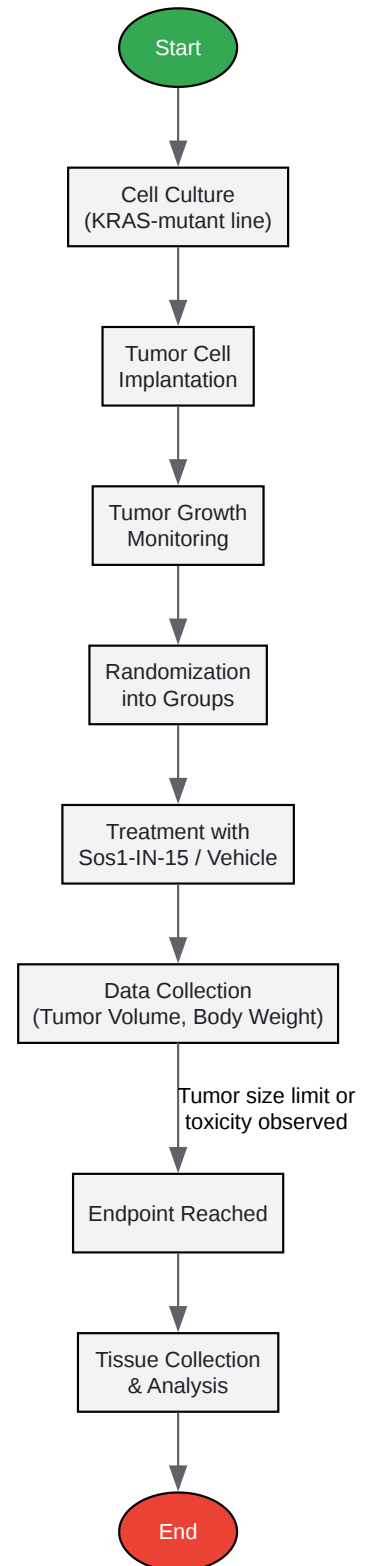 Start
Cell Culture
(KRAS-mutant line)
Tumor Cell
Implantation
Tumor Growth
Monitoring
Randomization
into Groups
Treatment with
Sos1-IN-15 / Vehicle
Data Collection
(Tumor Volume, Body Weight)
Tumor size limit or
toxicity observed
Endpoint Reached
Tissue Collection
& Analysis
End